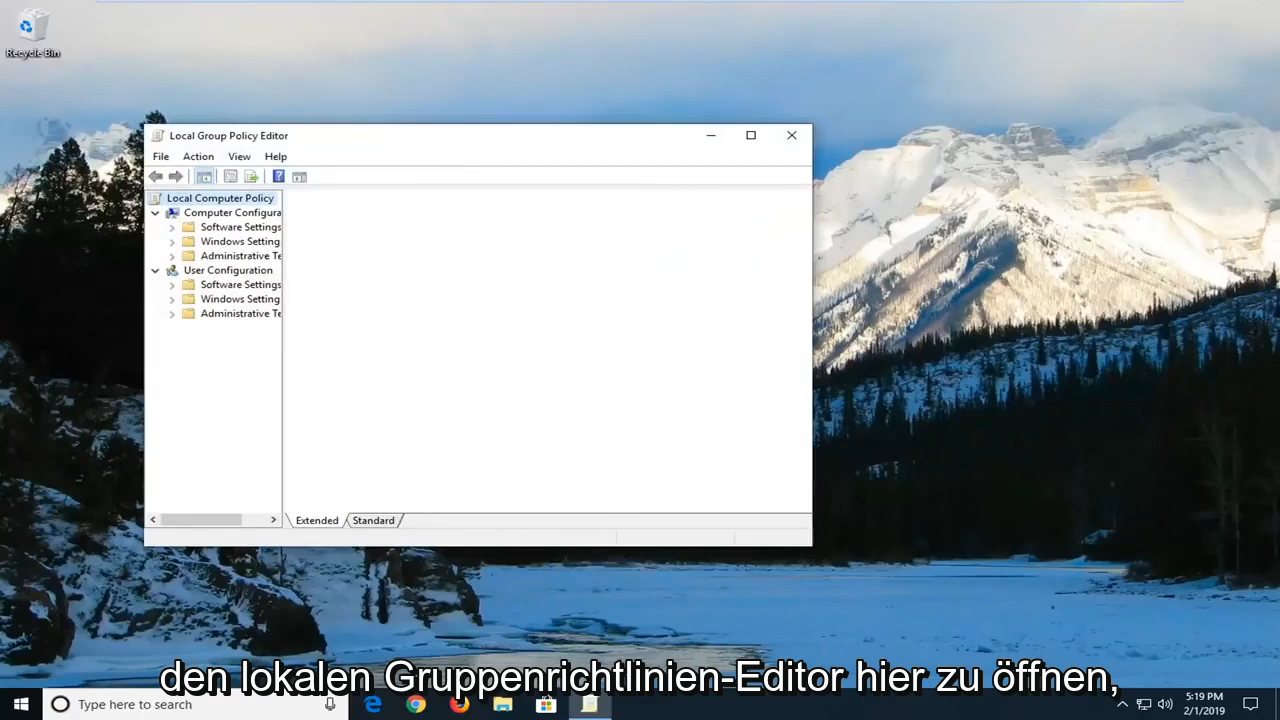 Recycle Bin
Local Group Policy Editor
File Action View Help
Local Computer Policy
Computer Configura
Software Settings
Windows Setting
Administrative Te
User Configuration
Software Settings
Windows Setting
Administrative Te
Extended Standard
den lokalen Gruppenrichtlinien-Editor hier zu öffnen,
Type here to search
5:19 PM
2/1/2019